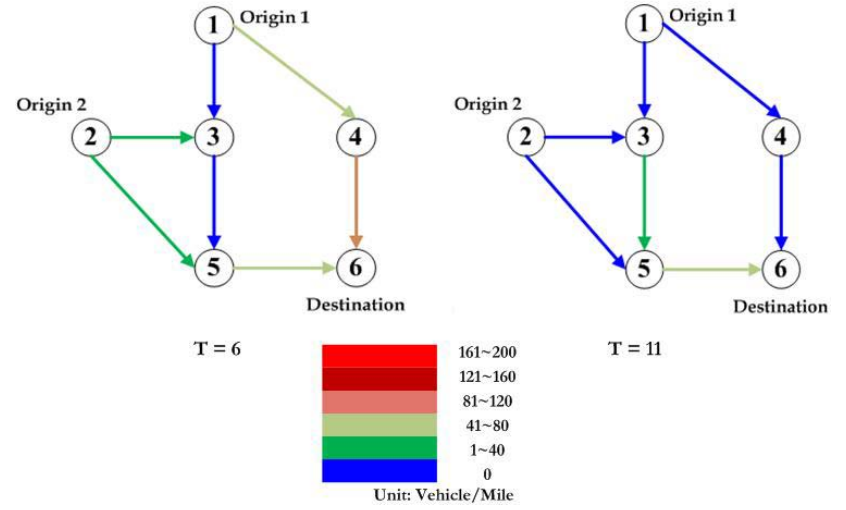 1 Origin 1
Origin 2
2 3 4
5 6
Destination
T = 6
1 Origin 1
Origin 2
2 3 4
5 6
Destination
T = 11
161~200
121~160
81~120
41~80
1~40
0
Unit: Vehicle/Mile